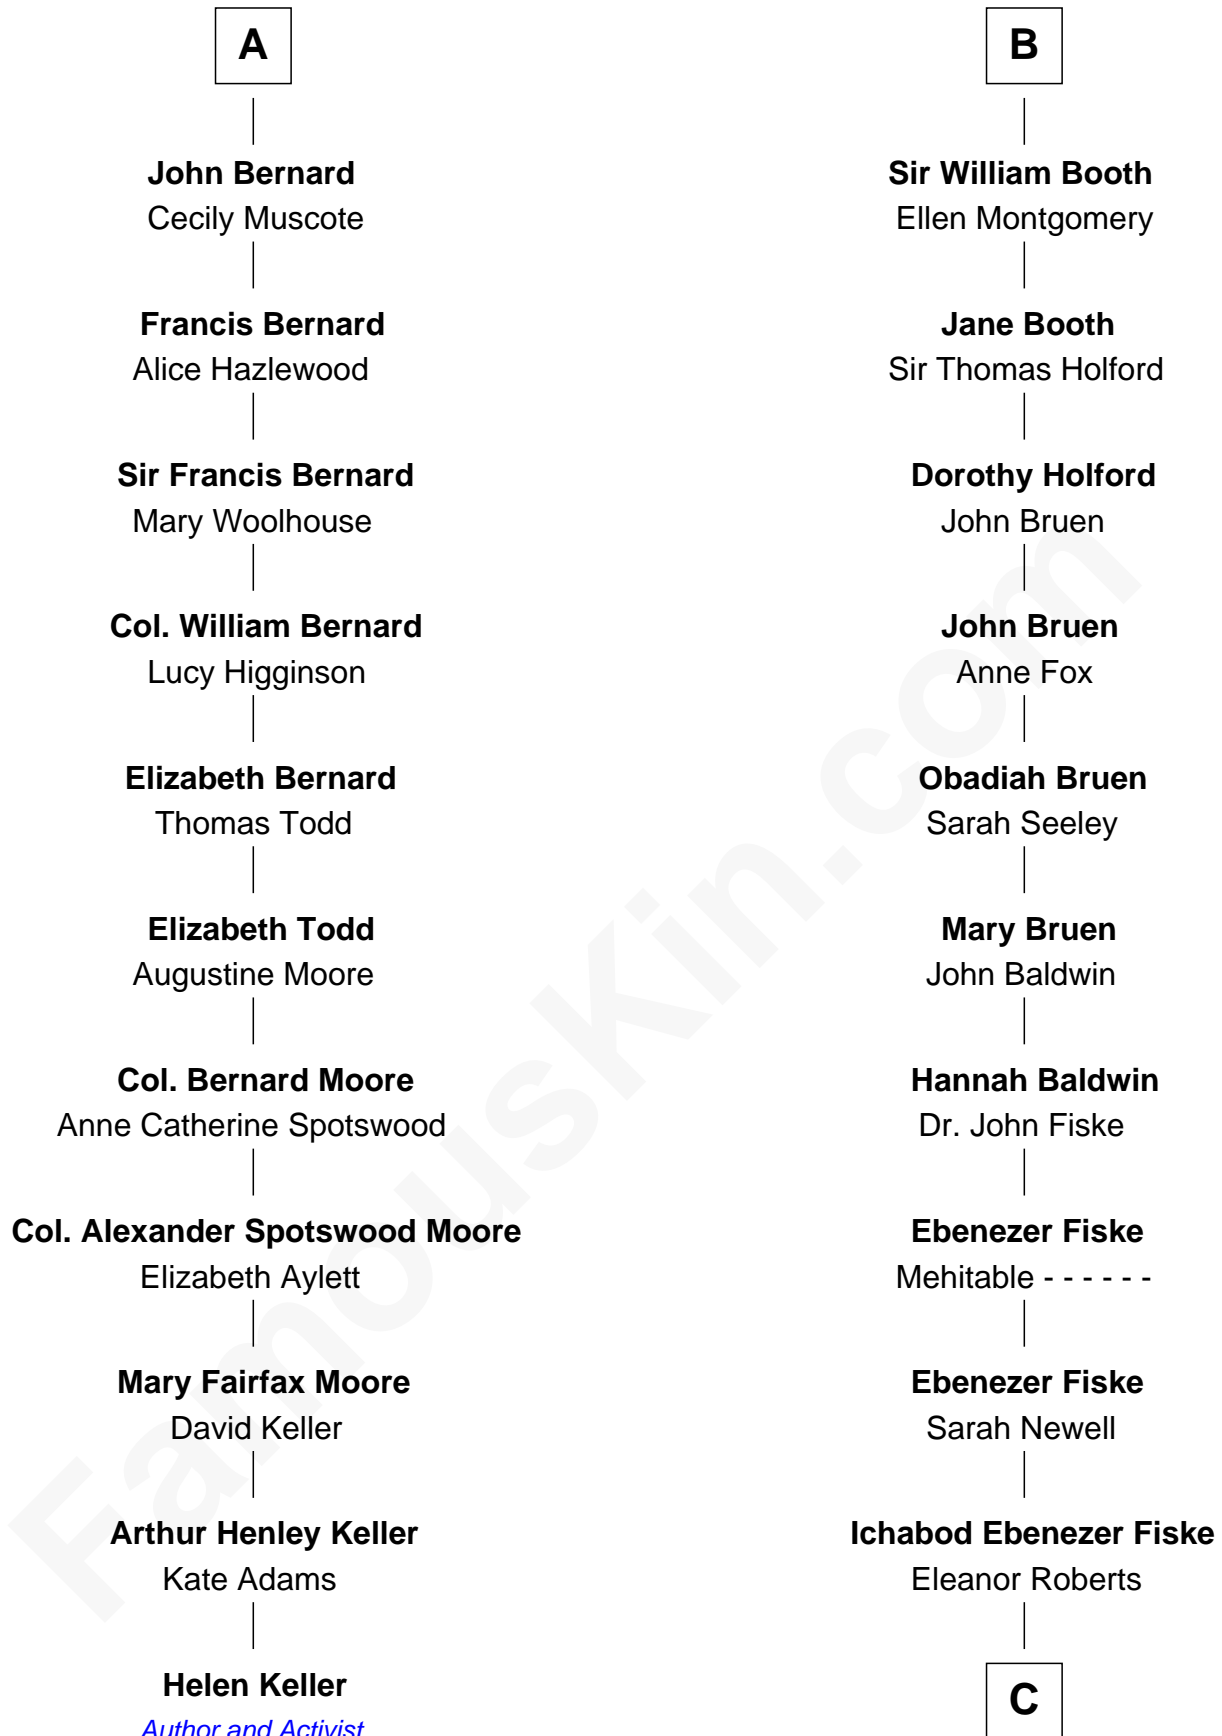 A
John Bernard
Cecily Muscote
Francis Bernard
Alice Hazlewood
Sir Francis Bernard
Mary Woolhouse
Col. William Bernard
Lucy Higginson
Elizabeth Bernard
Thomas Todd
Elizabeth Todd
Augustine Moore
Col. Bernard Moore
Anne Catherine Spotswood
Col. Alexander Spotswood Moore
Elizabeth Aylett
Mary Fairfax Moore
David Keller
Arthur Henley Keller
Kate Adams
Helen Keller
Author and Activist
B
Sir William Booth
Ellen Montgomery
Jane Booth
Sir Thomas Holford
Dorothy Holford
John Bruen
John Bruen
Anne Fox
Obadiah Bruen
Sarah Seeley
Mary Bruen
John Baldwin
Hannah Baldwin
Dr. John Fiske
Ebenezer Fiske
Mehitable - - - - - -
Ebenezer Fiske
Sarah Newell
Ichabod Ebenezer Fiske
Eleanor Roberts
C
FamousKin.com